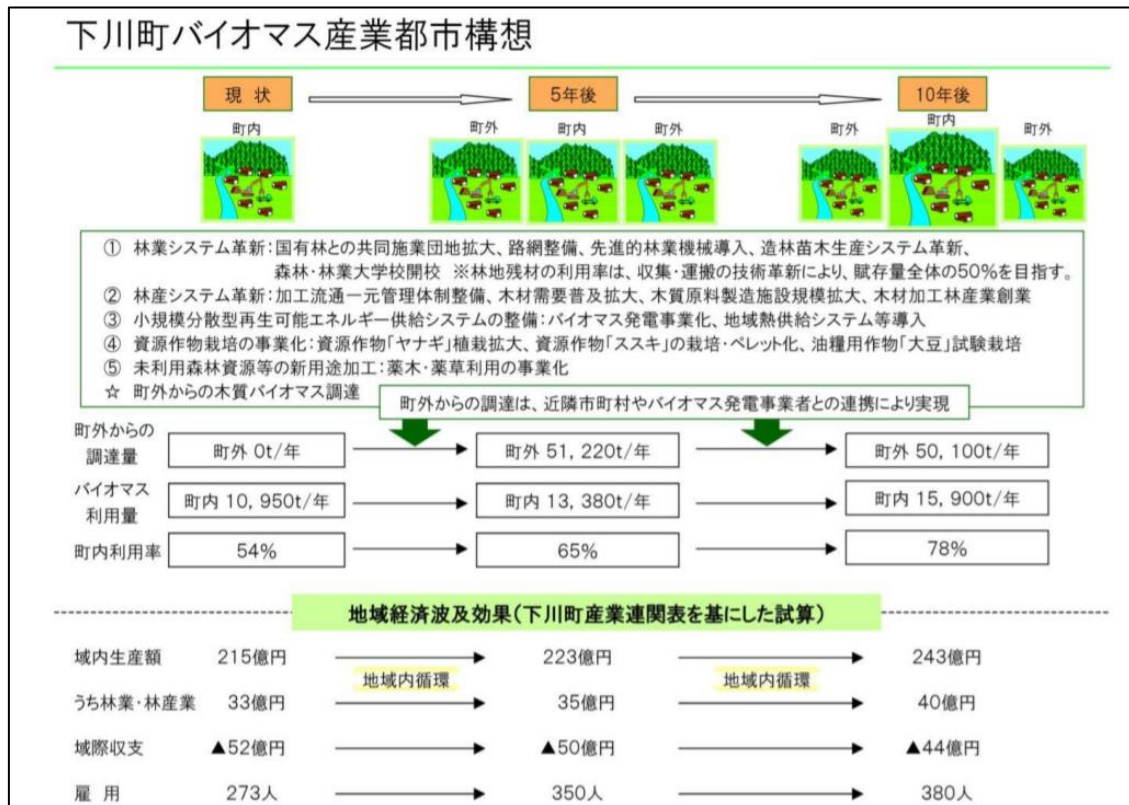 下川町バイオマス産業都市構想
現 状
5年後
10年後
町内
町外
町内
町外
町外
町内
町外
① 林業システム革新：国有林との共同施業団地拡大、路網整備、先進的林業機械導入、造林苗木生産システム革新、
森林・林業大学校開校 ※林地残材の利用率は、収集・運搬の技術革新により、賦存量全体の50%を目指す。
② 林産システム革新：加工流通一元管理体制整備、木材需要普及拡大、木質原料製造施設規模拡大、木材加工林産業創業
③ 小規模分散型再生可能エネルギー供給システムの整備：バイオマス発電事業化、地域熱供給システム等導入
④ 資源作物栽培の事業化：資源作物「ヤナギ」植栽拡大、資源作物「ススキ」の栽培・ペレット化、油糧用作物「大豆」試験栽培
⑤ 未利用森林資源等の新用途加工：薬木・薬草利用の事業化
☆ 町外からの木質バイオマス調達
町外からの調達は、近隣市町村やバイオマス発電事業者との連携により実現
町外からの
調達量
町外 0t/年
町外 51，220t/年
町外 50，100t/年
バイオマス
利用量
町内 10，950t/年
町内 13，380t/年
町内 15，900t/年
町内利用率
54%
65%
78%
地域経済波及効果（下川町産業連関表を基にした試算）
域内生産額
215億円
223億円
243億円
地域内循環
地域内循環
うち林業・林産業
33億円
35億円
40億円
域際収支
▲52億円
▲50億円
▲44億円
雇 用
273人
350人
380人